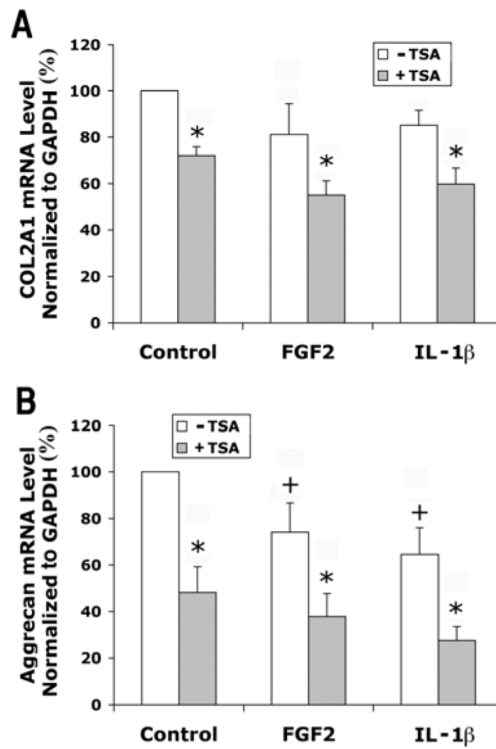 A
COL2A1 mRNA Level
Normalized to GAPDH (%)
120
100
80
60
40
20
0
- TSA
+ TSA
*
*
*
Control FGF2 IL-1β
B
Aggrecan mRNA Level
Normalized to GAPDH (%)
120
100
80
60
40
20
0
- TSA
+ TSA
+
+
*
*
*
Control FGF2 IL-1β